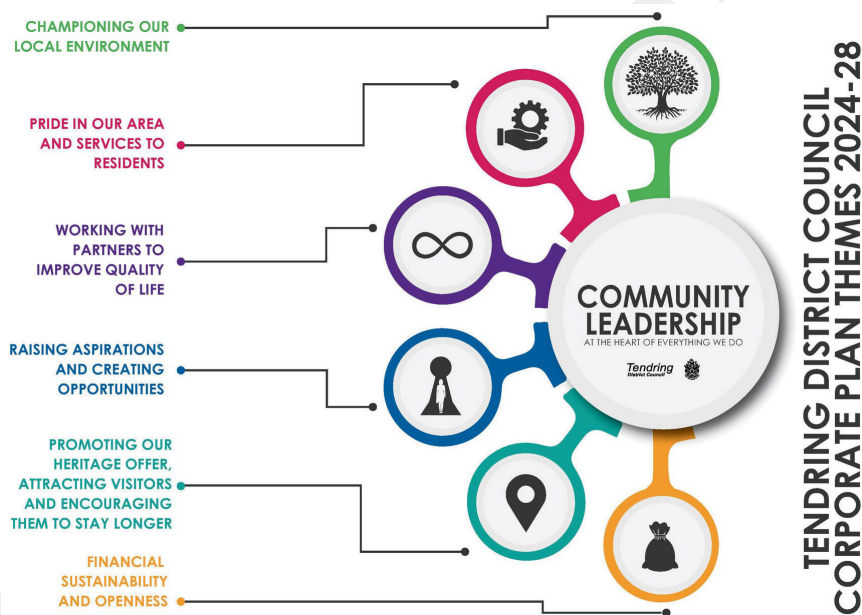 CHAMPIONING OUR
LOCAL ENVIRONMENT
PRIDE IN OUR AREA
AND SERVICES TO
RESIDENTS
WORKING WITH
PARTNERS TO
IMPROVE QUALITY
OF LIFE
RAISING ASPIRATIONS
AND CREATING
OPPORTUNITIES
PROMOTING OUR
HERITAGE OFFER,
ATTRACTING VISITORS
AND ENCOURAGING
THEM TO STAY LONGER
FINANCIAL
SUSTAINABILITY
AND OPENNESS
COMMUNITY
LEADERSHIP
AT THE HEART OF EVERYTHING WE DO
Tendring
District Council
TENDRING DISTRICT COUNCIL
CORPORATE PLAN THEMES 2024-28